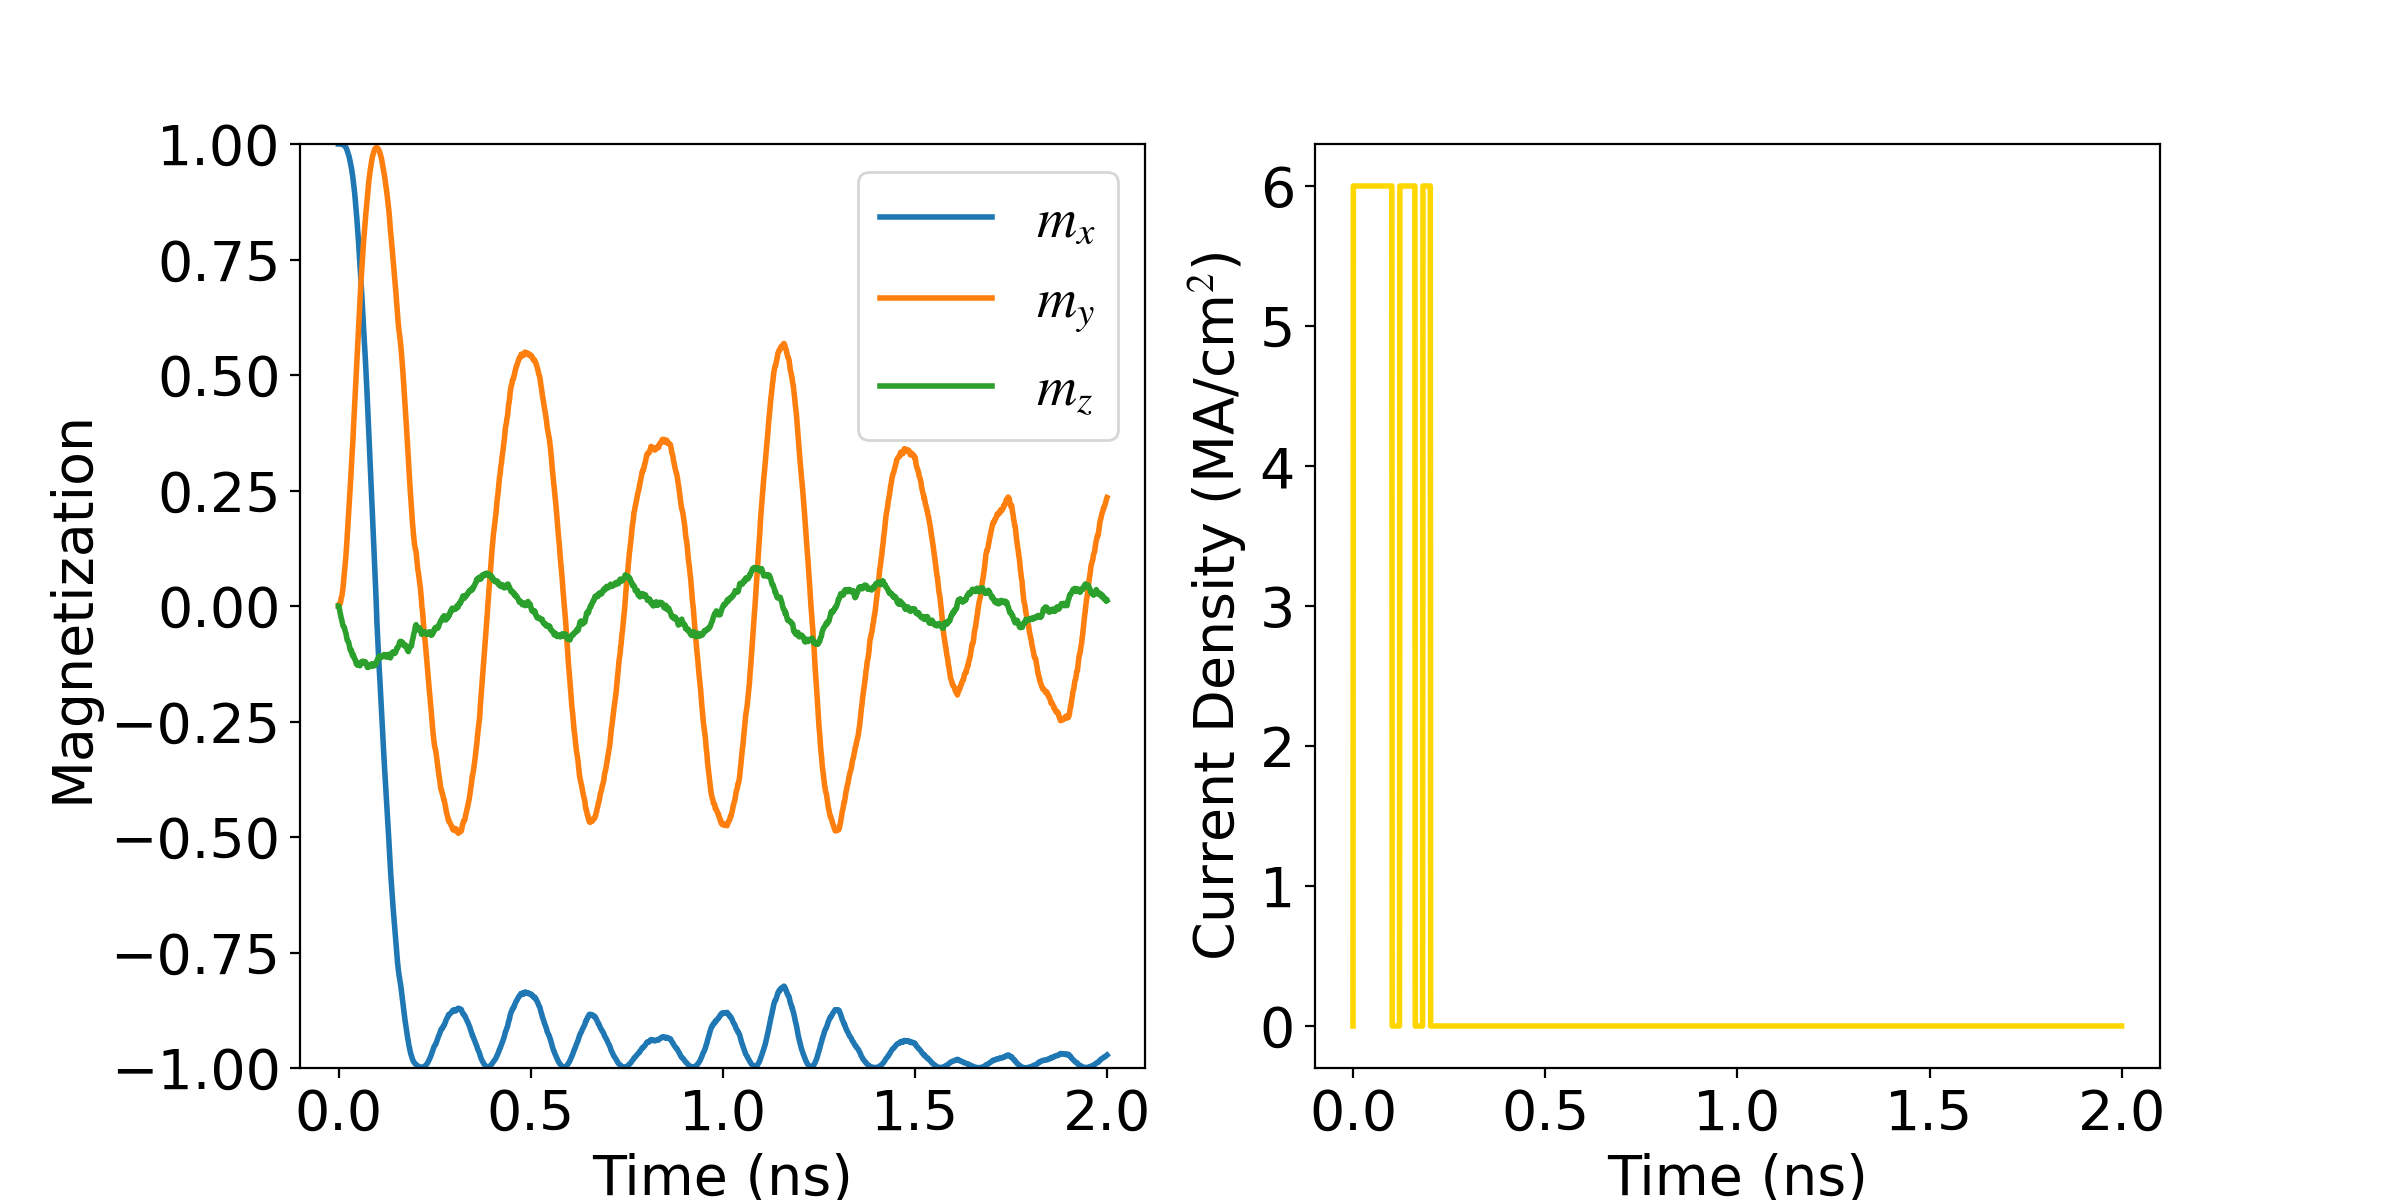 Magnetization
1.00
0.75
0.50
0.25
0.00
−0.25
−0.50
−0.75
−1.00
0.0 0.5 1.0 1.5 2.0
Time (ns)
m_x
m_y
m_z
Current Density (MA/cm²)
6
5
4
3
2
1
0
0.0 0.5 1.0 1.5 2.0
Time (ns)